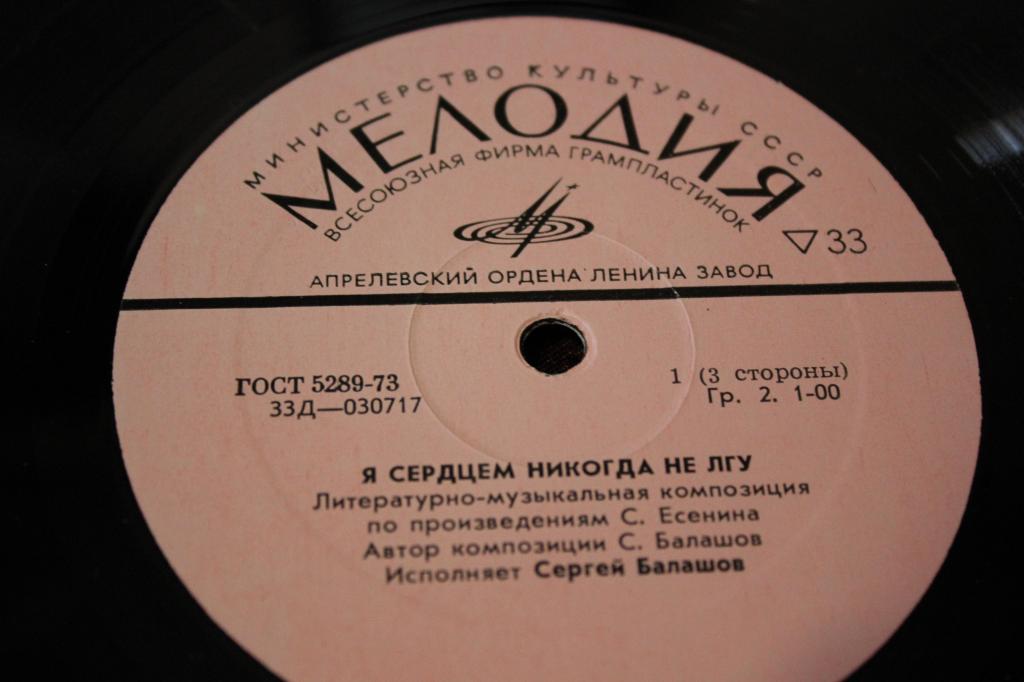 МИНИСТЕРСТВО КУЛЬТУРЫ СССР
МЕЛОДИЯ
ВСЕСОЮЗНАЯ ФИРМА ГРАМПЛАСТИНОК
▽33
АПРЕЛЕВСКИЙ ОРДЕНА ЛЕНИНА ЗАВОД
ГОСТ 5289-73
33Д—030717
1 (3 стороны)
Гр. 2. 1-00
Я СЕРДЦЕМ НИКОГДА НЕ ЛГУ
Литературно-музыкальная композиция
по произведениям С. Есенина
Автор композиции С. Балашов
Исполняет Сергей Балашов